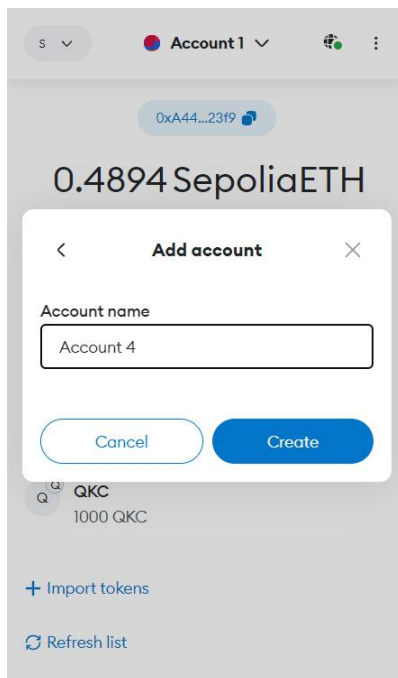 S
Account 1
0xA44...23f9
0.4894 SepoliaETH
Add account
Account name
Account 4
Cancel
Create
Q
Q
QKC
1000 QKC
Import tokens
Refresh list